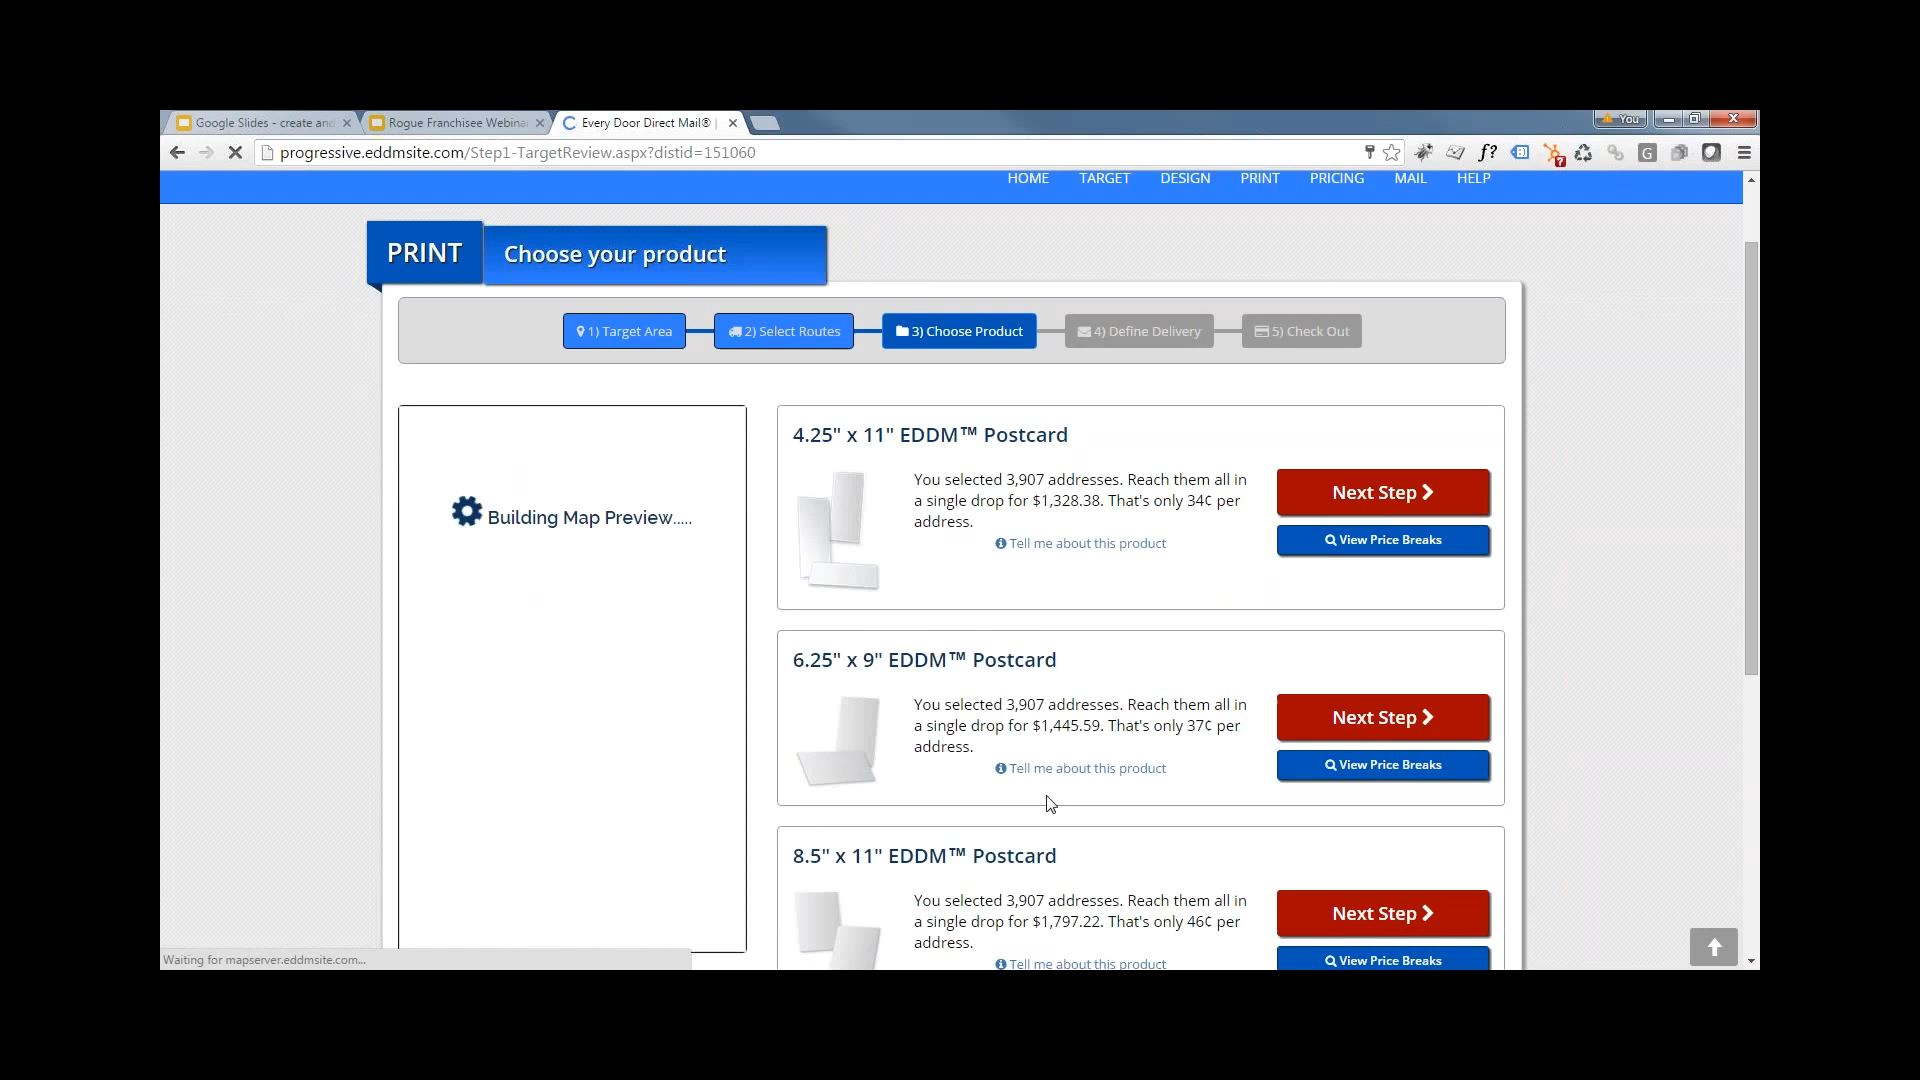 Google Slides - create and
Rogue Franchisee Webina
Every Door Direct Mail® |
You
progressive.eddmsite.com/Step1-TargetReview.aspx?distid=151060
f?
?
G
HOME TARGET DESIGN PRINT PRICING MAIL HELP
PRINT
Choose your product
1) Target Area
2) Select Routes
3) Choose Product
4) Define Delivery
5) Check Out
Building Map Preview.....
4.25" x 11" EDDM™ Postcard
You selected 3,907 addresses. Reach them all in
a single drop for $1,328.38. That's only 34¢ per
address.
Tell me about this product
Next Step
View Price Breaks
6.25" x 9" EDDM™ Postcard
You selected 3,907 addresses. Reach them all in
a single drop for $1,445.59. That's only 37¢ per
address.
Tell me about this product
Next Step
View Price Breaks
8.5" x 11" EDDM™ Postcard
You selected 3,907 addresses. Reach them all in
a single drop for $1,797.22. That's only 46¢ per
address.
Tell me about this product
Next Step
View Price Breaks
Waiting for mapserver.eddmsite.com...